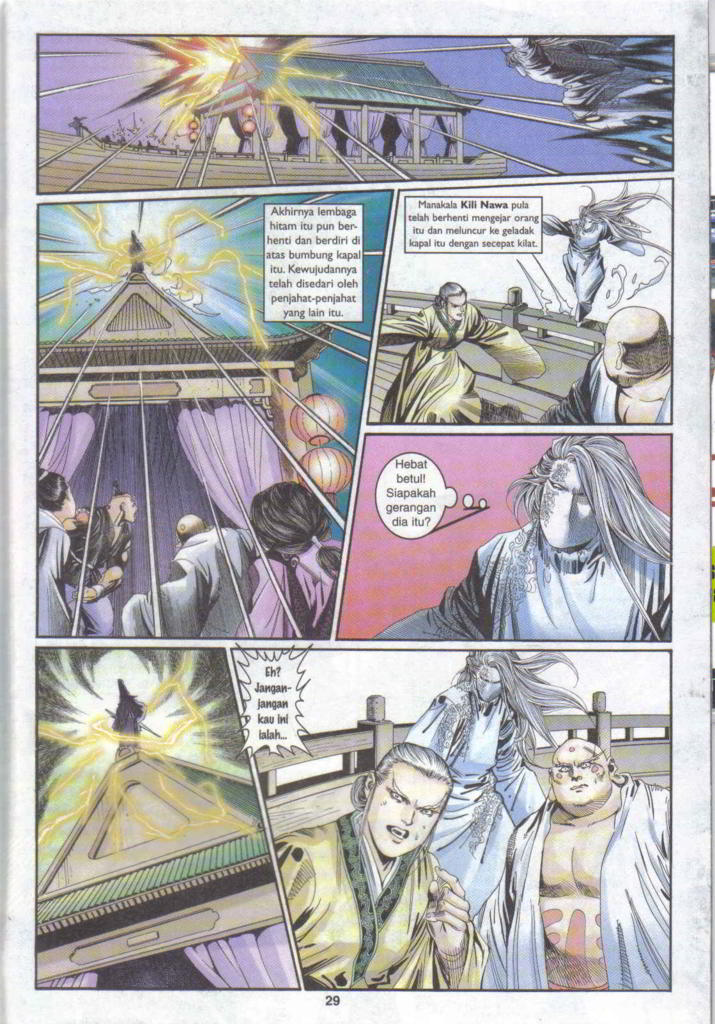 Akhirnya lembaga
hitam itu pun ber-
henti dan berdiri di
atas bumbung kapal
itu. Kewujudannya
telah disedari oleh
penjahat-penjahat
yang lain itu.
Manakala Kili Nawa pula
telah berhenti mengejar orang
itu dan meluncur ke geladak
kapal itu dengan secepat kilat.
Hebat
betul!
Siapakah
gerangan
dia itu?
Eh?
Jangan-
jangan
kau ini
ialah...
29